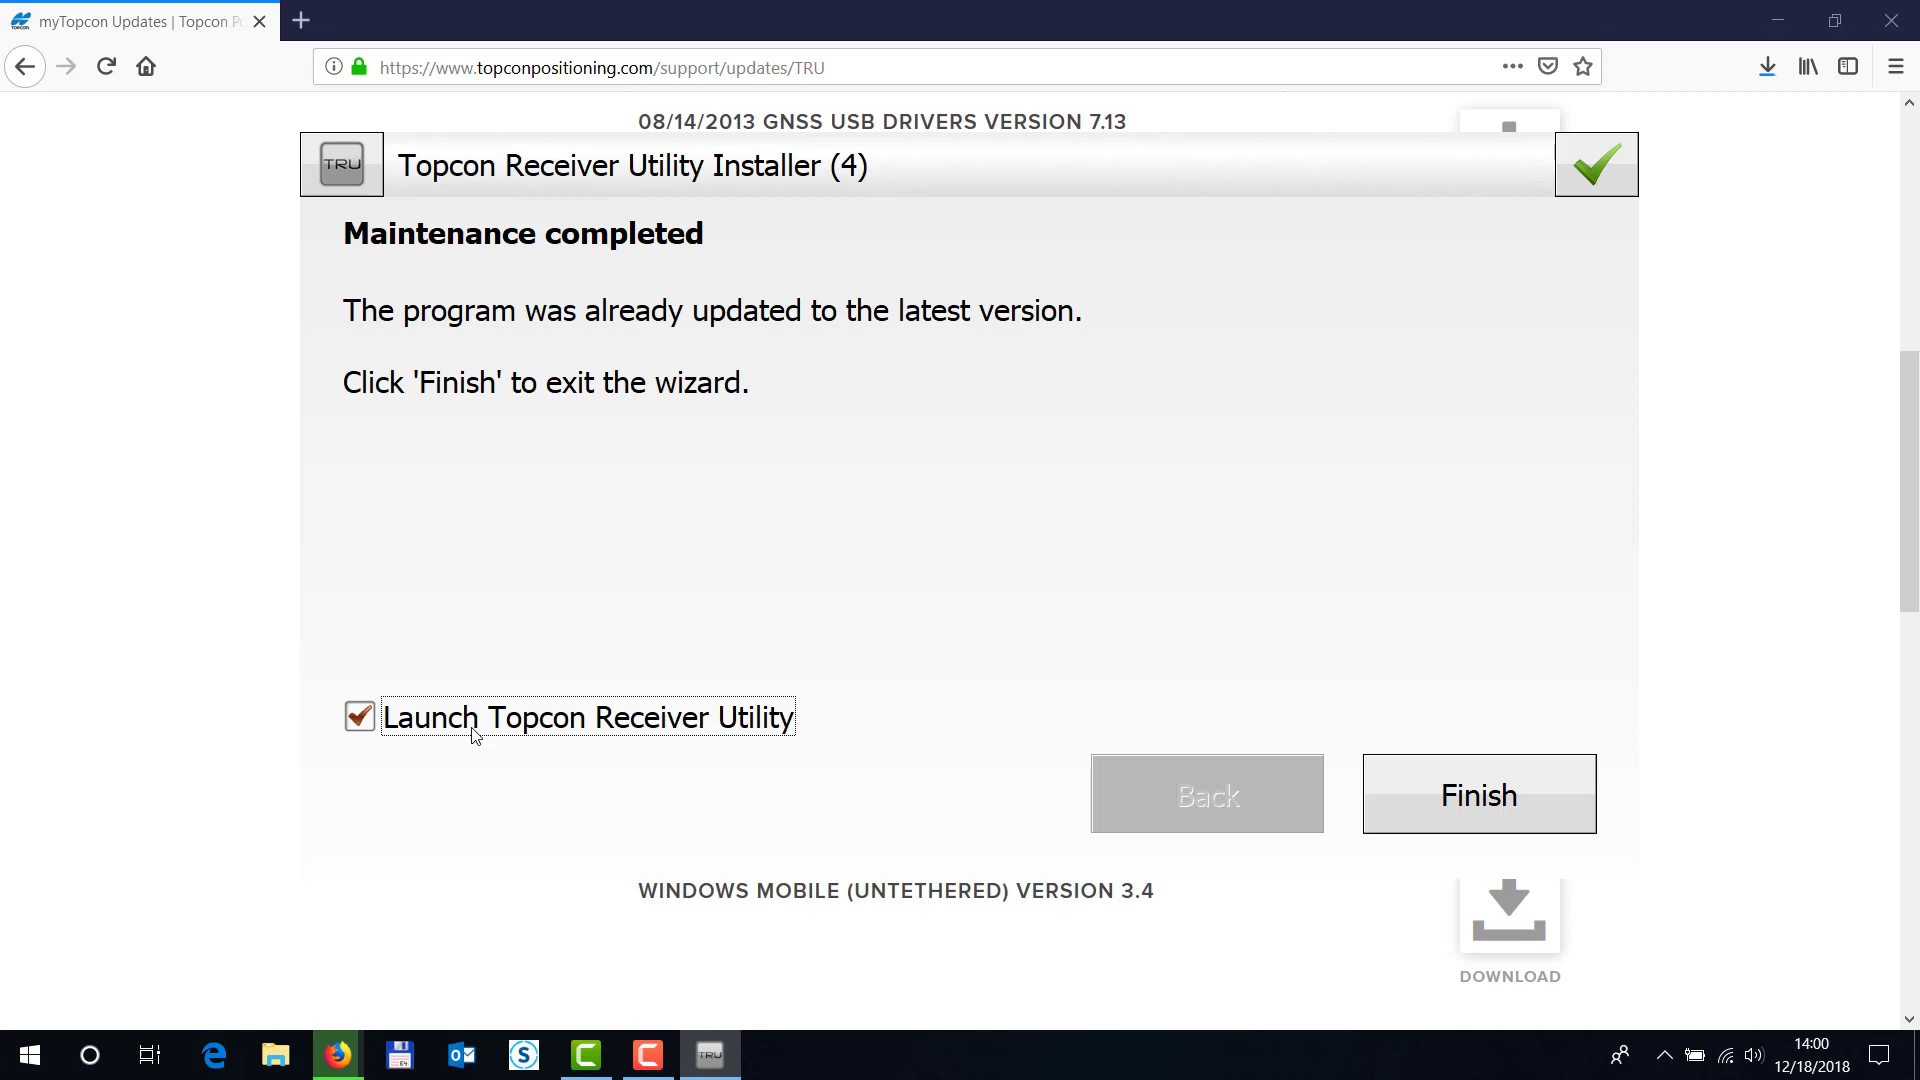 myTopcon Updates | Topcon Po
https://www.topconpositioning.com/support/updates/TRU
08/14/2013 GNSS USB DRIVERS VERSION 7.13
TRU
Topcon Receiver Utility Installer (4)
Maintenance completed
The program was already updated to the latest version.
Click 'Finish' to exit the wizard.
Launch Topcon Receiver Utility
Back
Finish
WINDOWS MOBILE (UNTETHERED) VERSION 3.4
DOWNLOAD
TRU
14:00
12/18/2018